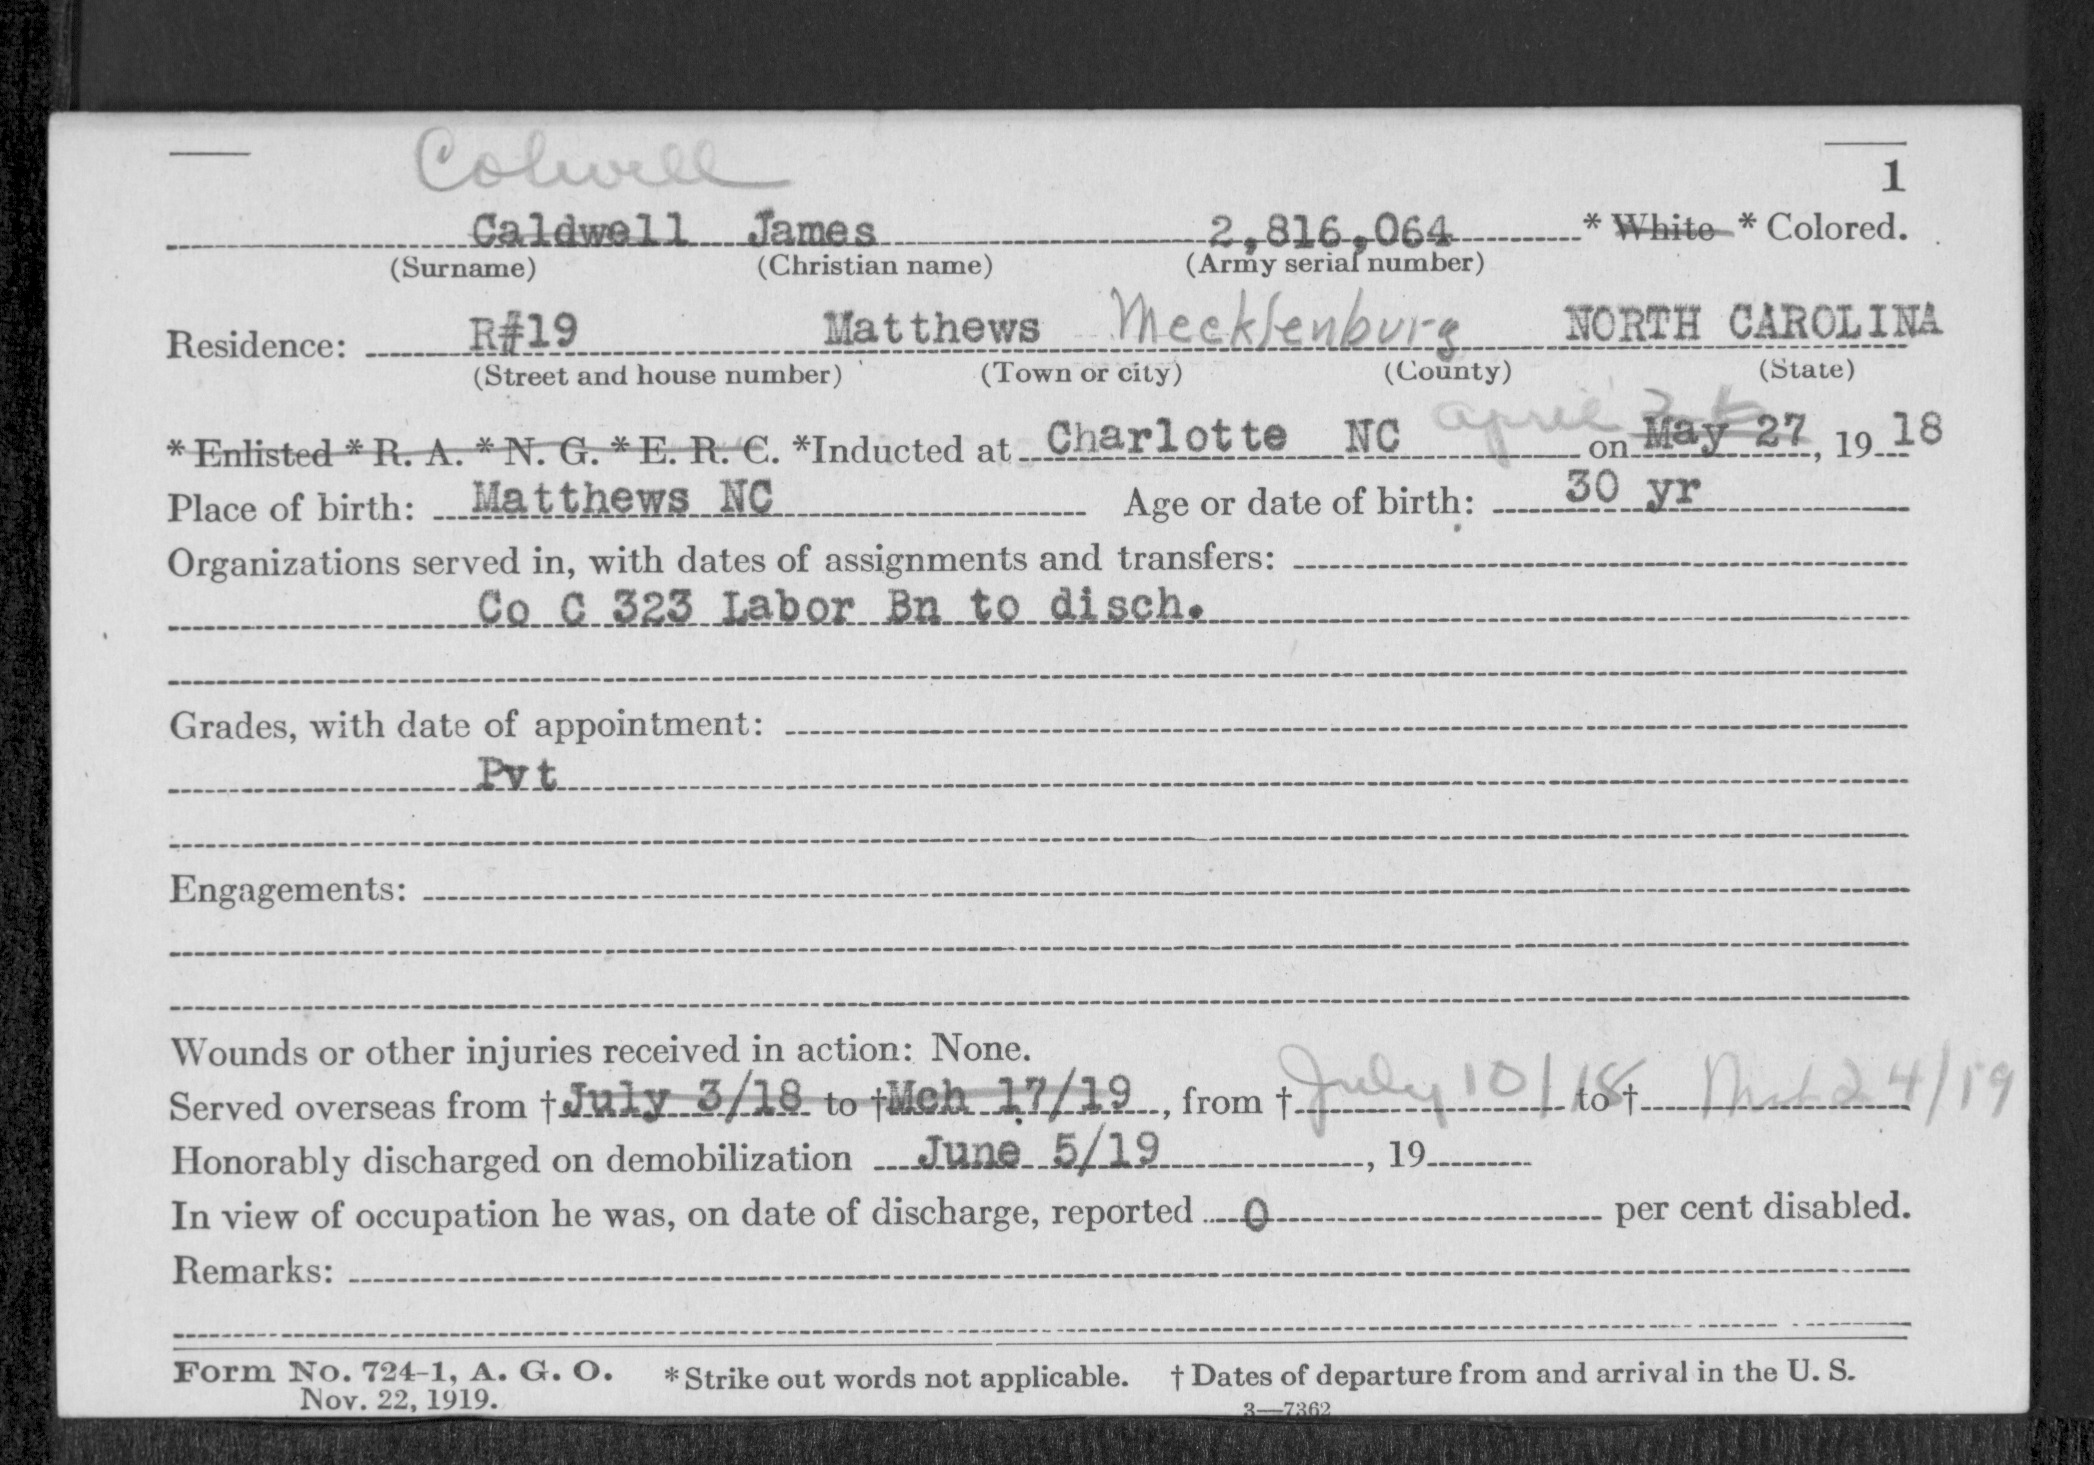 Colwell
1
Caldwell James 2,816,064 * White * Colored.
(Surname) (Christian name) (Army serial number)
Residence: R#19 Matthews Mecklenburg NORTH CAROLINA
(Street and house number) (Town or city) (County) (State)
april
* Enlisted * R. A. * N. G. * E. R. C. *Inducted at Charlotte NC on May 27, 19 18
Place of birth: Matthews NC Age or date of birth: 30 yr
Organizations served in, with dates of assignments and transfers:
Co C 323 Labor Bn to disch.
Grades, with date of appointment:
Pvt
Engagements:
Wounds or other injuries received in action: None.
Served overseas from † July 3/18 to † Mch 17/19, from † July 10/18 to † 24/19
Honorably discharged on demobilization June 5/19, 19
In view of occupation he was, on date of discharge, reported 0 per cent disabled.
Remarks:
Form No. 724-1, A. G. O. * Strike out words not applicable. † Dates of departure from and arrival in the U. S.
Nov. 22, 1919. 3—7362